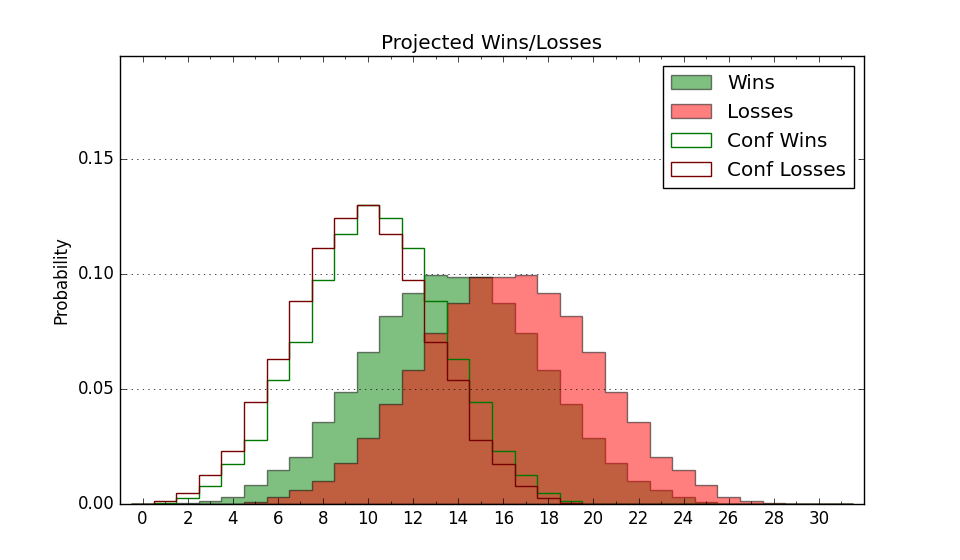 Projected Wins/Losses
Wins
Losses
Conf Wins
Conf Losses
Probability
0.15
0.10
0.05
0.00
0 2 4 6 8 10 12 14 16 18 20 22 24 26 28 30